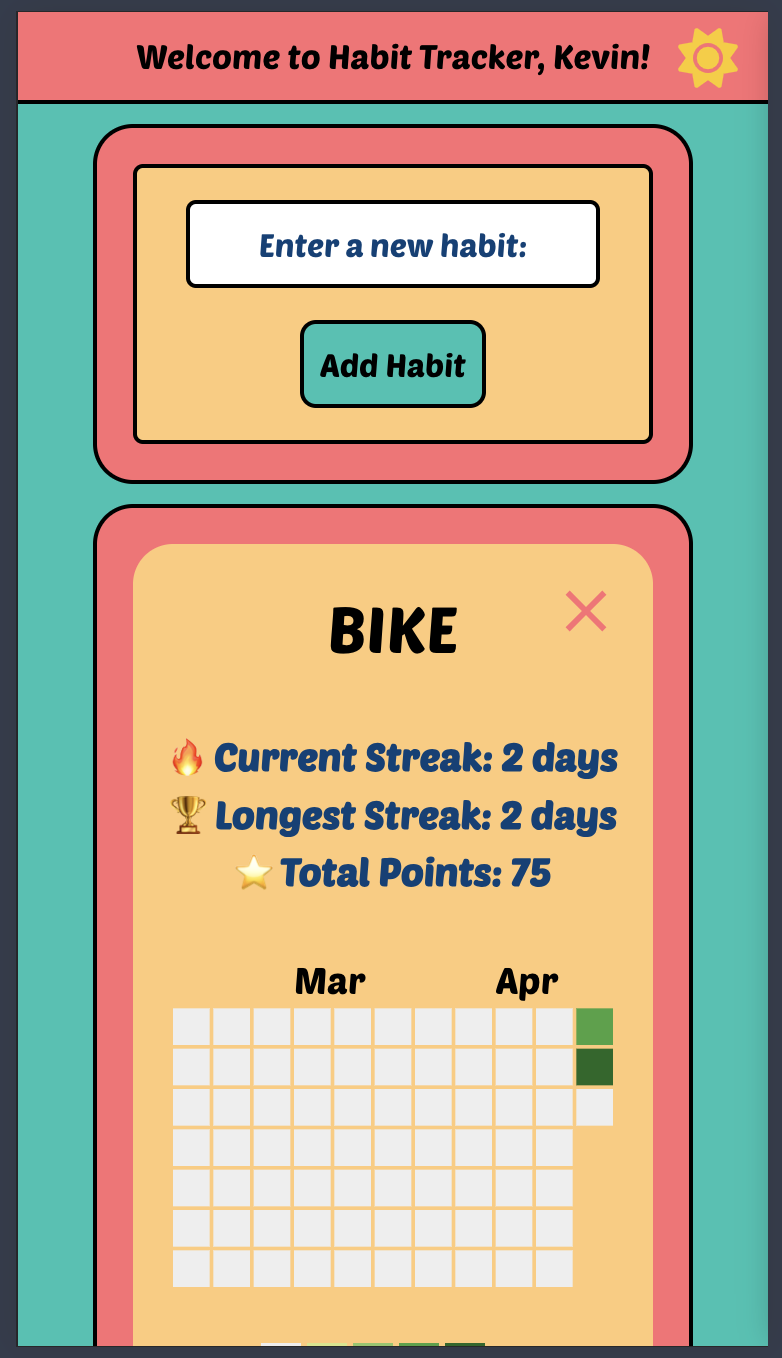 Welcome to Habit Tracker, Kevin!
Enter a new habit:
Add Habit
BIKE
Current Streak: 2 days
Longest Streak: 2 days
Total Points: 75
Mar Apr